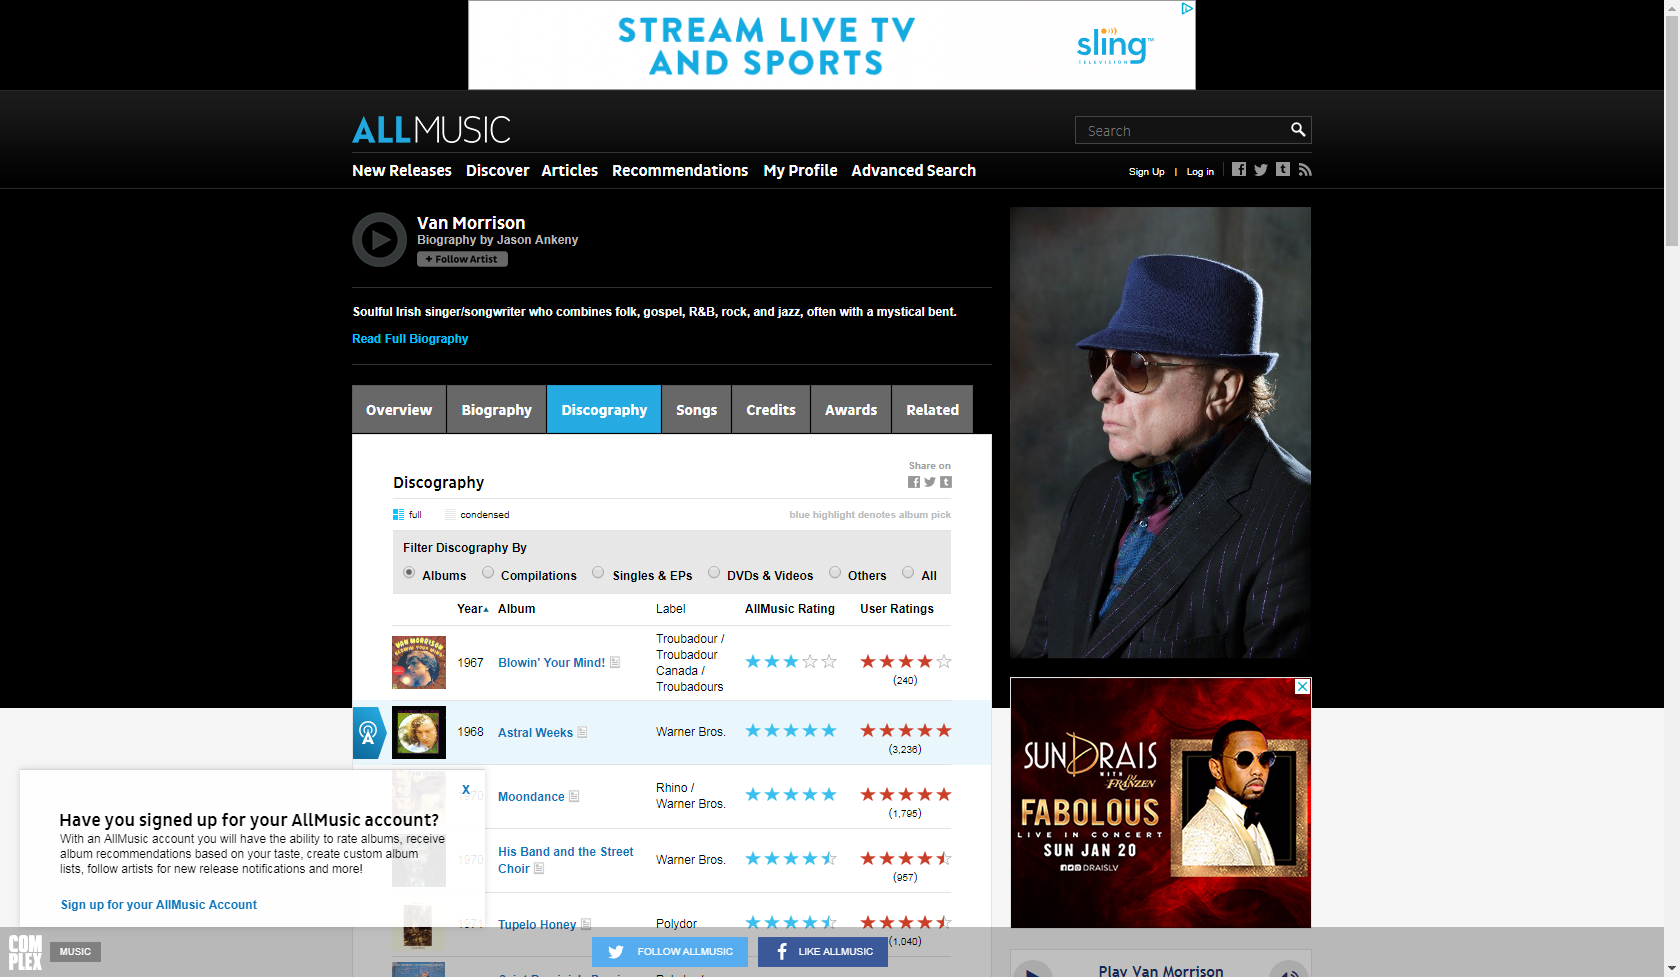 STREAM LIVE TV
AND SPORTS
sling
TELEVISION
ALLMUSIC
Search
New Releases Discover Articles Recommendations My Profile Advanced Search
Sign Up | Log in
Van Morrison
Biography by Jason Ankeny
+ Follow Artist
Soulful Irish singer/songwriter who combines folk, gospel, R&B, rock, and jazz, often with a mystical bent.
Read Full Biography
Overview Biography Discography Songs Credits Awards Related
Share on
Discography
full condensed
blue highlight denotes album pick
Filter Discography By
Albums Compilations Singles & EPs DVDs & Videos Others All
Year Album Label AllMusic Rating User Ratings
VAN MORRISON
BLOWIN' YOUR MIND!
1967 Blowin' Your Mind!
Troubadour /
Troubadour
Canada /
Troubadours
(240)
1968 Astral Weeks Warner Bros.
(3,236)
1970 Moondance
Rhino /
Warner Bros.
(1,795)
1970 His Band and the Street
Choir
Warner Bros.
(957)
1971 Tupelo Honey Polydor
(1,040)
x
Have you signed up for your AllMusic account?
With an AllMusic account you will have the ability to rate albums, receive
album recommendations based on your taste, create custom album
lists, follow artists for new release notifications and more!
Sign up for your AllMusic Account
COM
PLEX
MUSIC
FOLLOW ALLMUSIC
LIKE ALLMUSIC
SUNDRAIS
WITH DJ
FRANZEN
FABOLOUS
LIVE IN CONCERT
SUN JAN 20
DRAISLV
Play Van Morrison